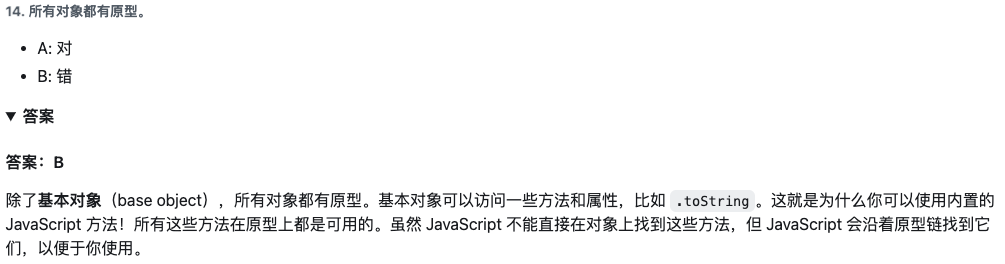 14. 所有对象都有原型。
• A: 对
• B: 错
▼ 答案
答案：B
除了基本对象（base object），所有对象都有原型。基本对象可以访问一些方法和属性，比如 .toString 。这就是为什么你可以使用内置的
JavaScript 方法！所有这些方法在原型上都是可用的。虽然 JavaScript 不能直接在对象上找到这些方法，但 JavaScript 会沿着原型链找到它
们，以便于你使用。